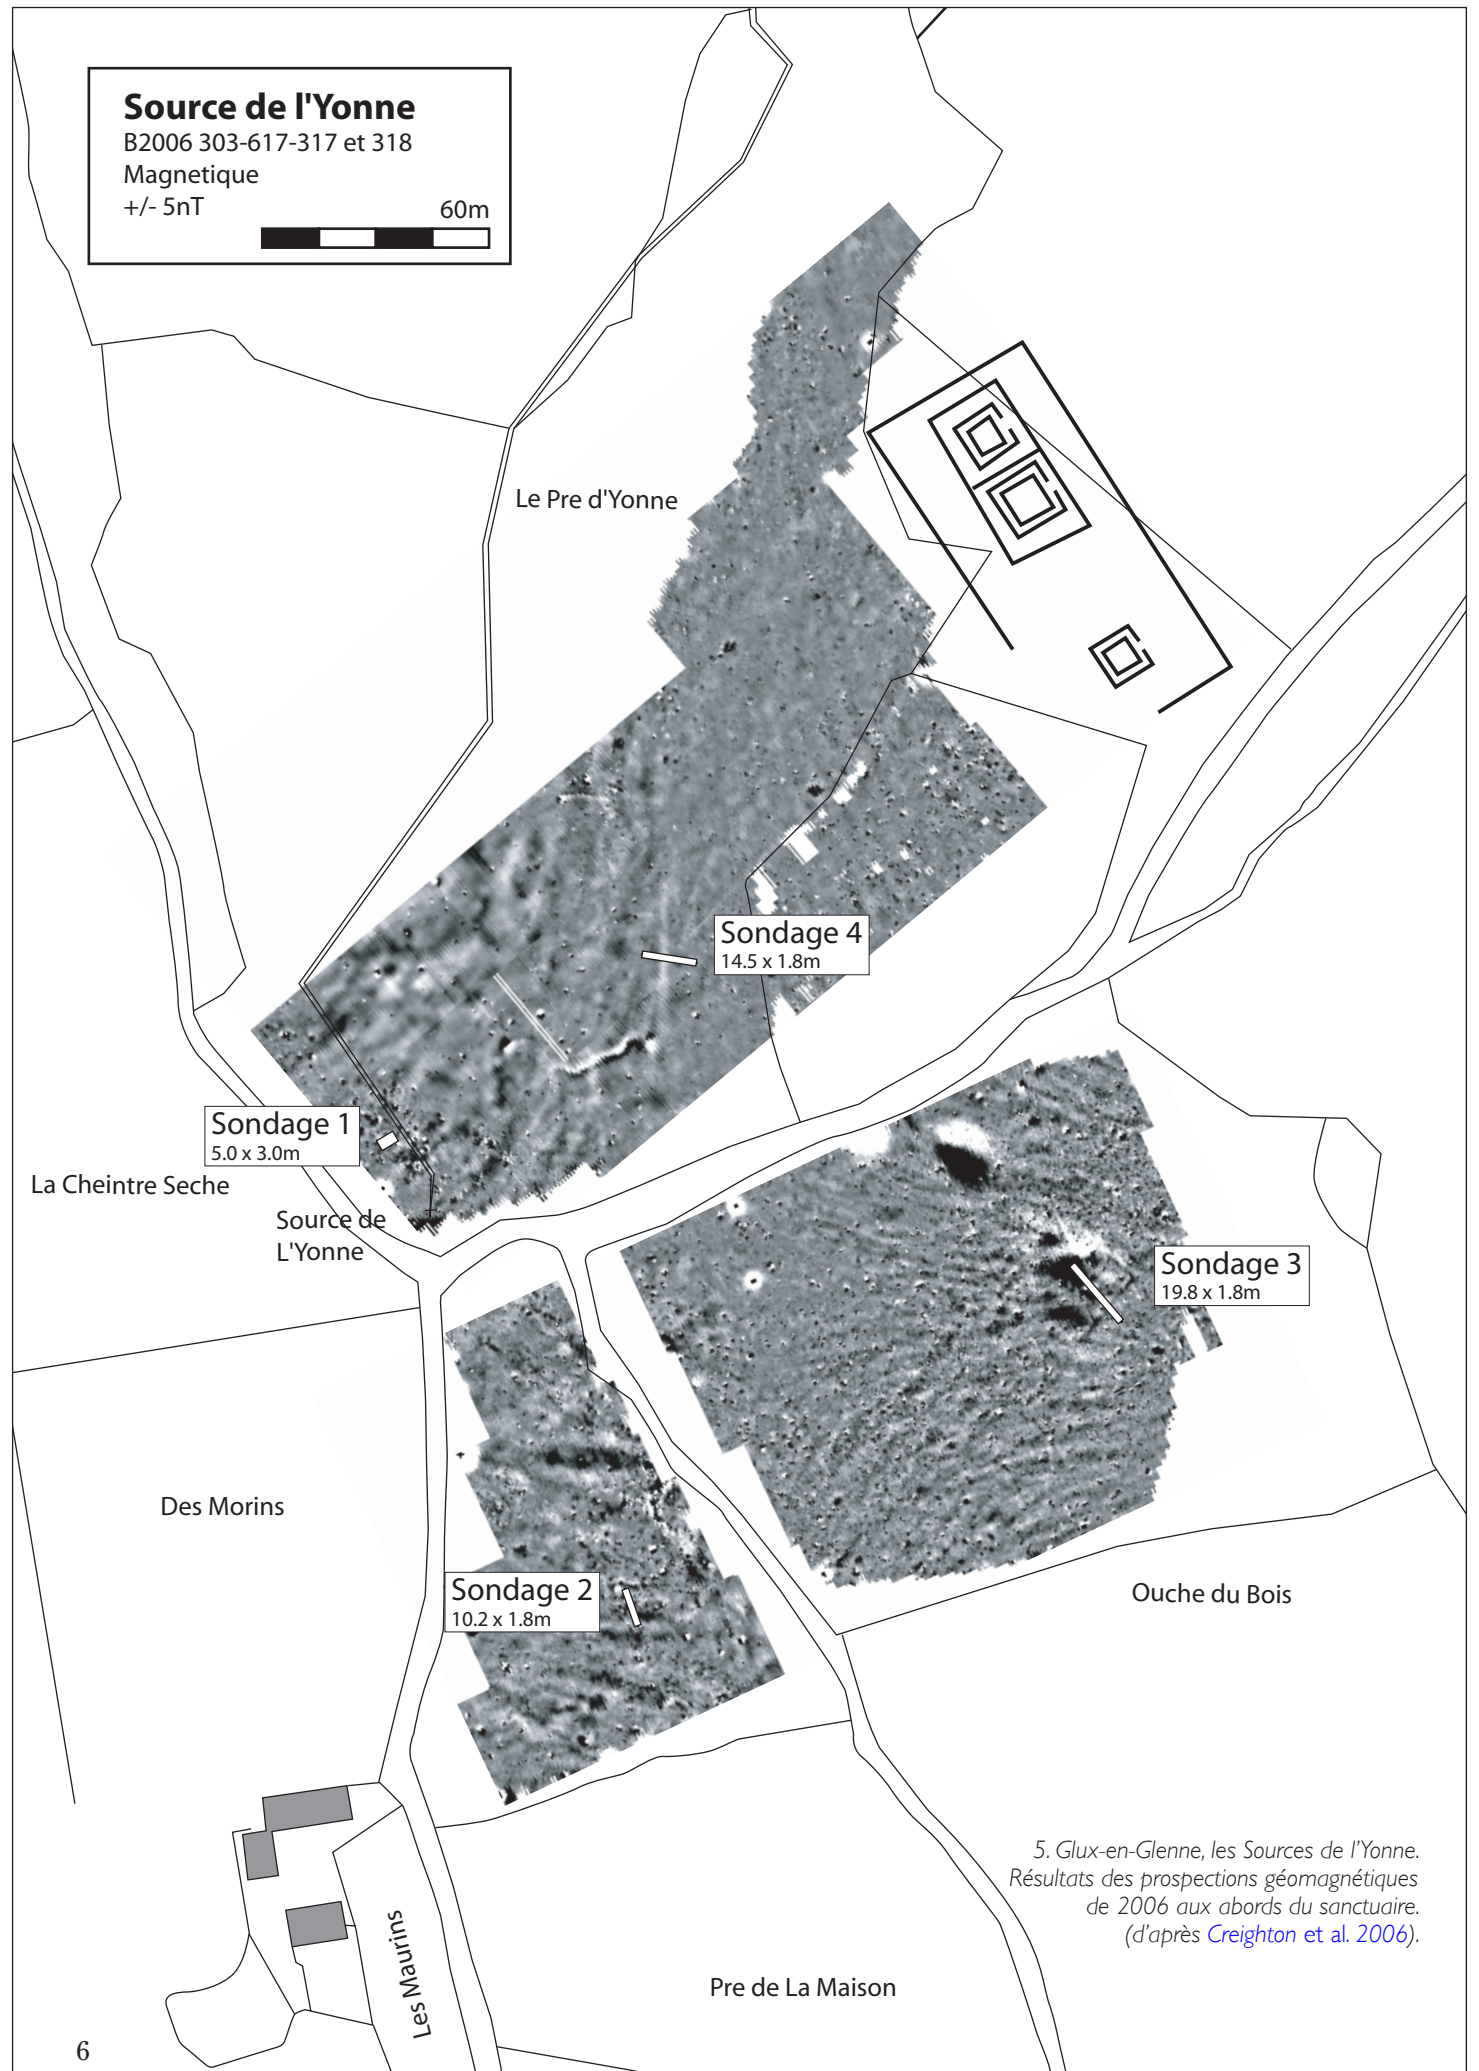 Source de l'Yonne
B2006 303-617-317 et 318
Magnetique
+/- 5nT
60m
Le Pre d'Yonne
Sondage 4
14.5 x 1.8m
Sondage 1
5.0 x 3.0m
La Cheintre Seche
Source de
L'Yonne
Sondage 3
19.8 x 1.8m
Des Morins
Sondage 2
10.2 x 1.8m
Ouche du Bois
5. Glux-en-Glenne, les Sources de l'Yonne.
Résultats des prospections géomagnétiques
de 2006 aux abords du sanctuaire.
(d'après Creighton et al. 2006).
Les Maurins
Pre de La Maison
6